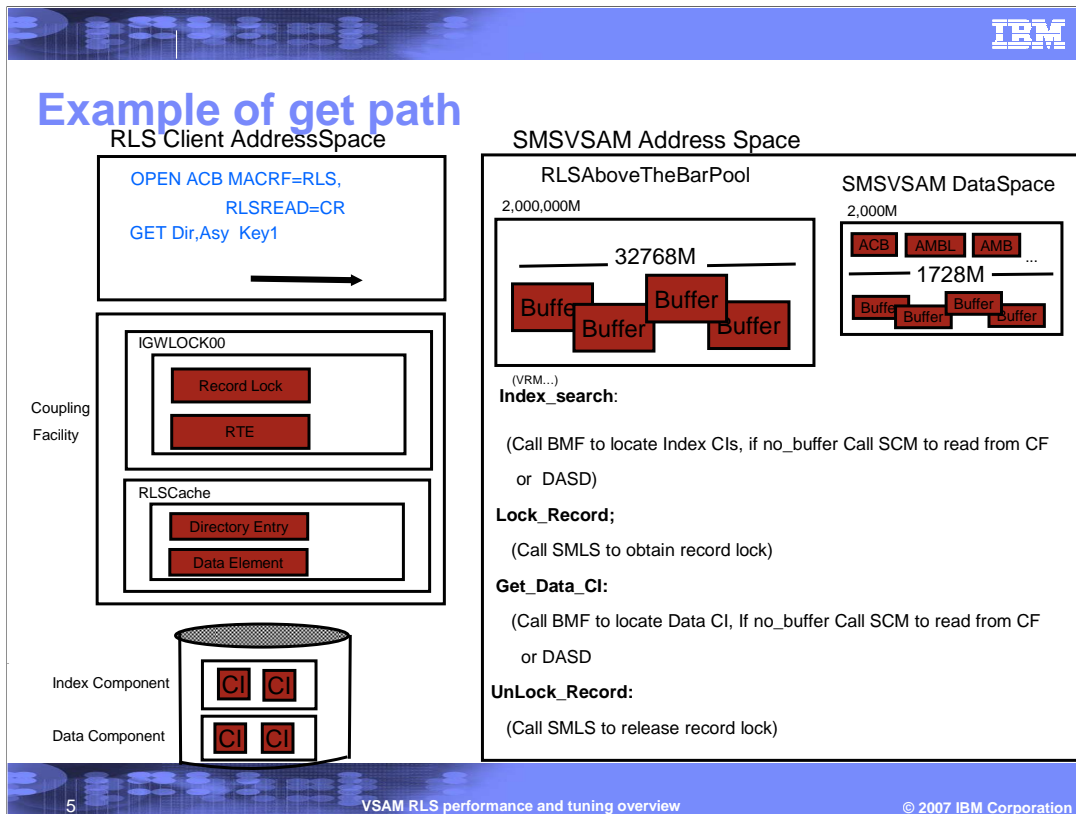 IBM
Example of get path
RLS Client AddressSpace
OPEN ACB MACRF=RLS,
RLSREAD=CR
GET Dir,Asy Key1
Coupling
Facility
IGWLOCK00
Record Lock
RTE
RLSCache
Directory Entry
Data Element
Index Component
CI CI
Data Component
CI CI
SMSVSAM Address Space
RLSAboveTheBarPool
2,000,000M
32768M
Buffe
Buffer
Buffer
Buffer
SMSVSAM DataSpace
2,000M
ACB AMBL AMB ...
1728M
Buffe
Buffer
Buffer
Buffer
(VRM...)
Index_search:
(Call BMF to locate Index CIs, if no_buffer Call SCM to read from CF
or DASD)
Lock_Record;
(Call SMLS to obtain record lock)
Get_Data_CI:
(Call BMF to locate Data CI, If no_buffer Call SCM to read from CF
or DASD
UnLock_Record:
(Call SMLS to release record lock)
5
VSAM RLS performance and tuning overview
© 2007 IBM Corporation